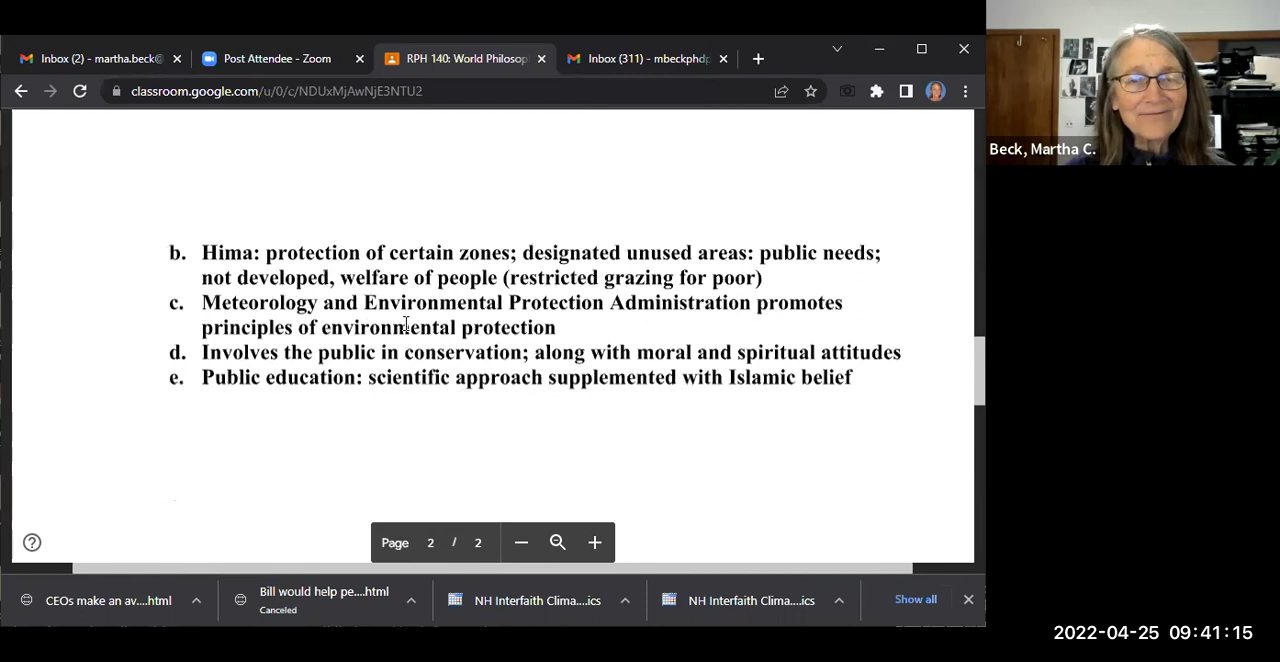 Inbox (2) - martha.beck@
Post Attendee - Zoom
RPH 140: World Philosop
Inbox (311) - mbeckphdp
classroom.google.com/u/0/c/NDUxMjAwNjE3NTU2
Beck, Martha C.
b. Hima: protection of certain zones; designated unused areas: public needs;
not developed, welfare of people (restricted grazing for poor)
c. Meteorology and Environmental Protection Administration promotes
principles of environmental protection
d. Involves the public in conservation; along with moral and spiritual attitudes
e. Public education: scientific approach supplemented with Islamic belief
Page 2 / 2
CEOs make an av....html
Bill would help pe....html
Canceled
NH Interfaith Clima....ics
NH Interfaith Clima....ics
Show all
2022-04-25 09:41:15